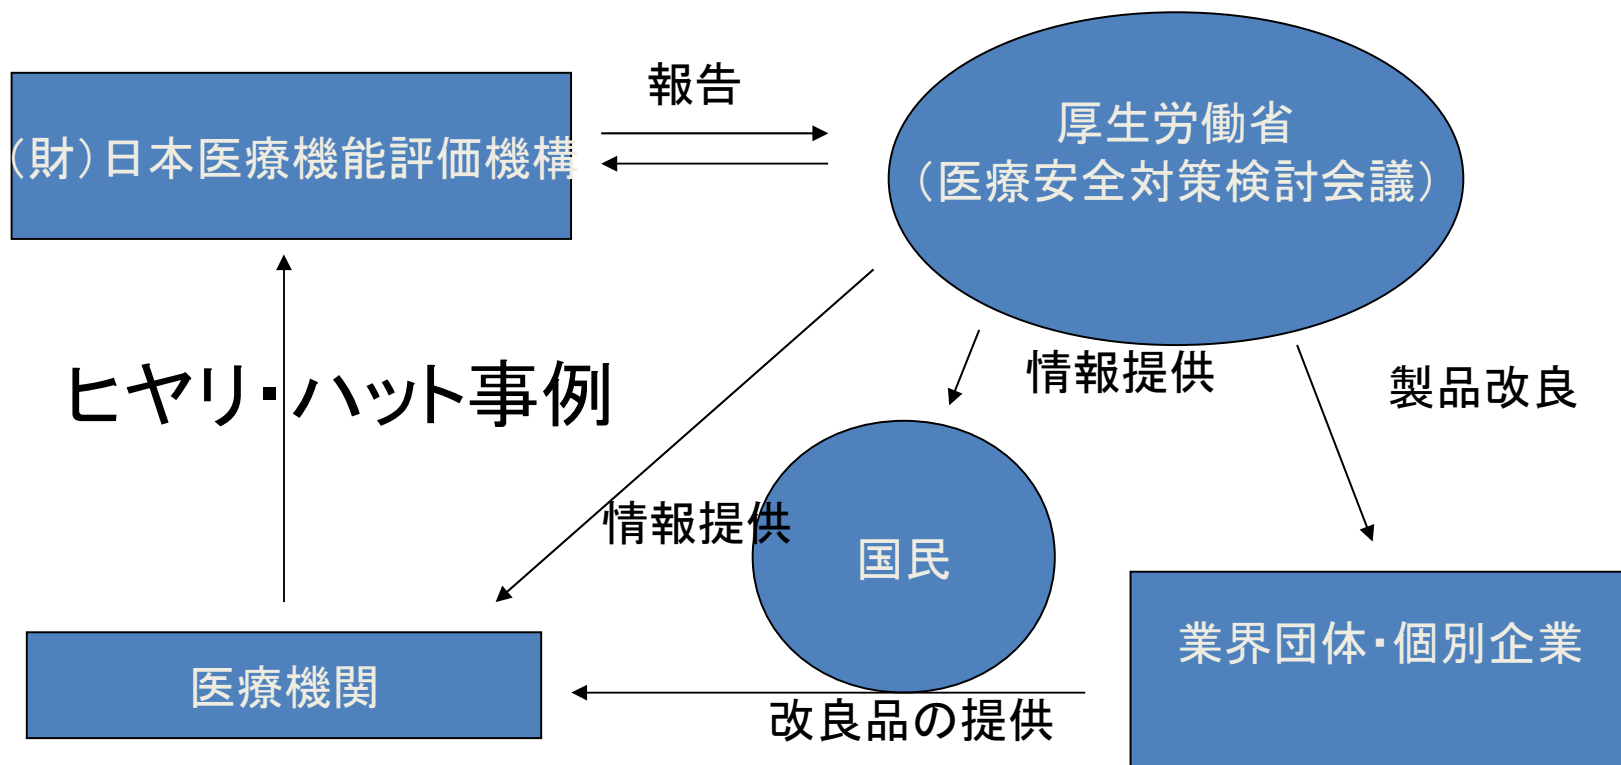 報告
(財)日本医療機能評価機構
厚生労働省
(医療安全対策検討会議)
ヒヤリ・ハット事例
情報提供
製品改良
情報提供
国民
業界団体・個別企業
医療機関
改良品の提供